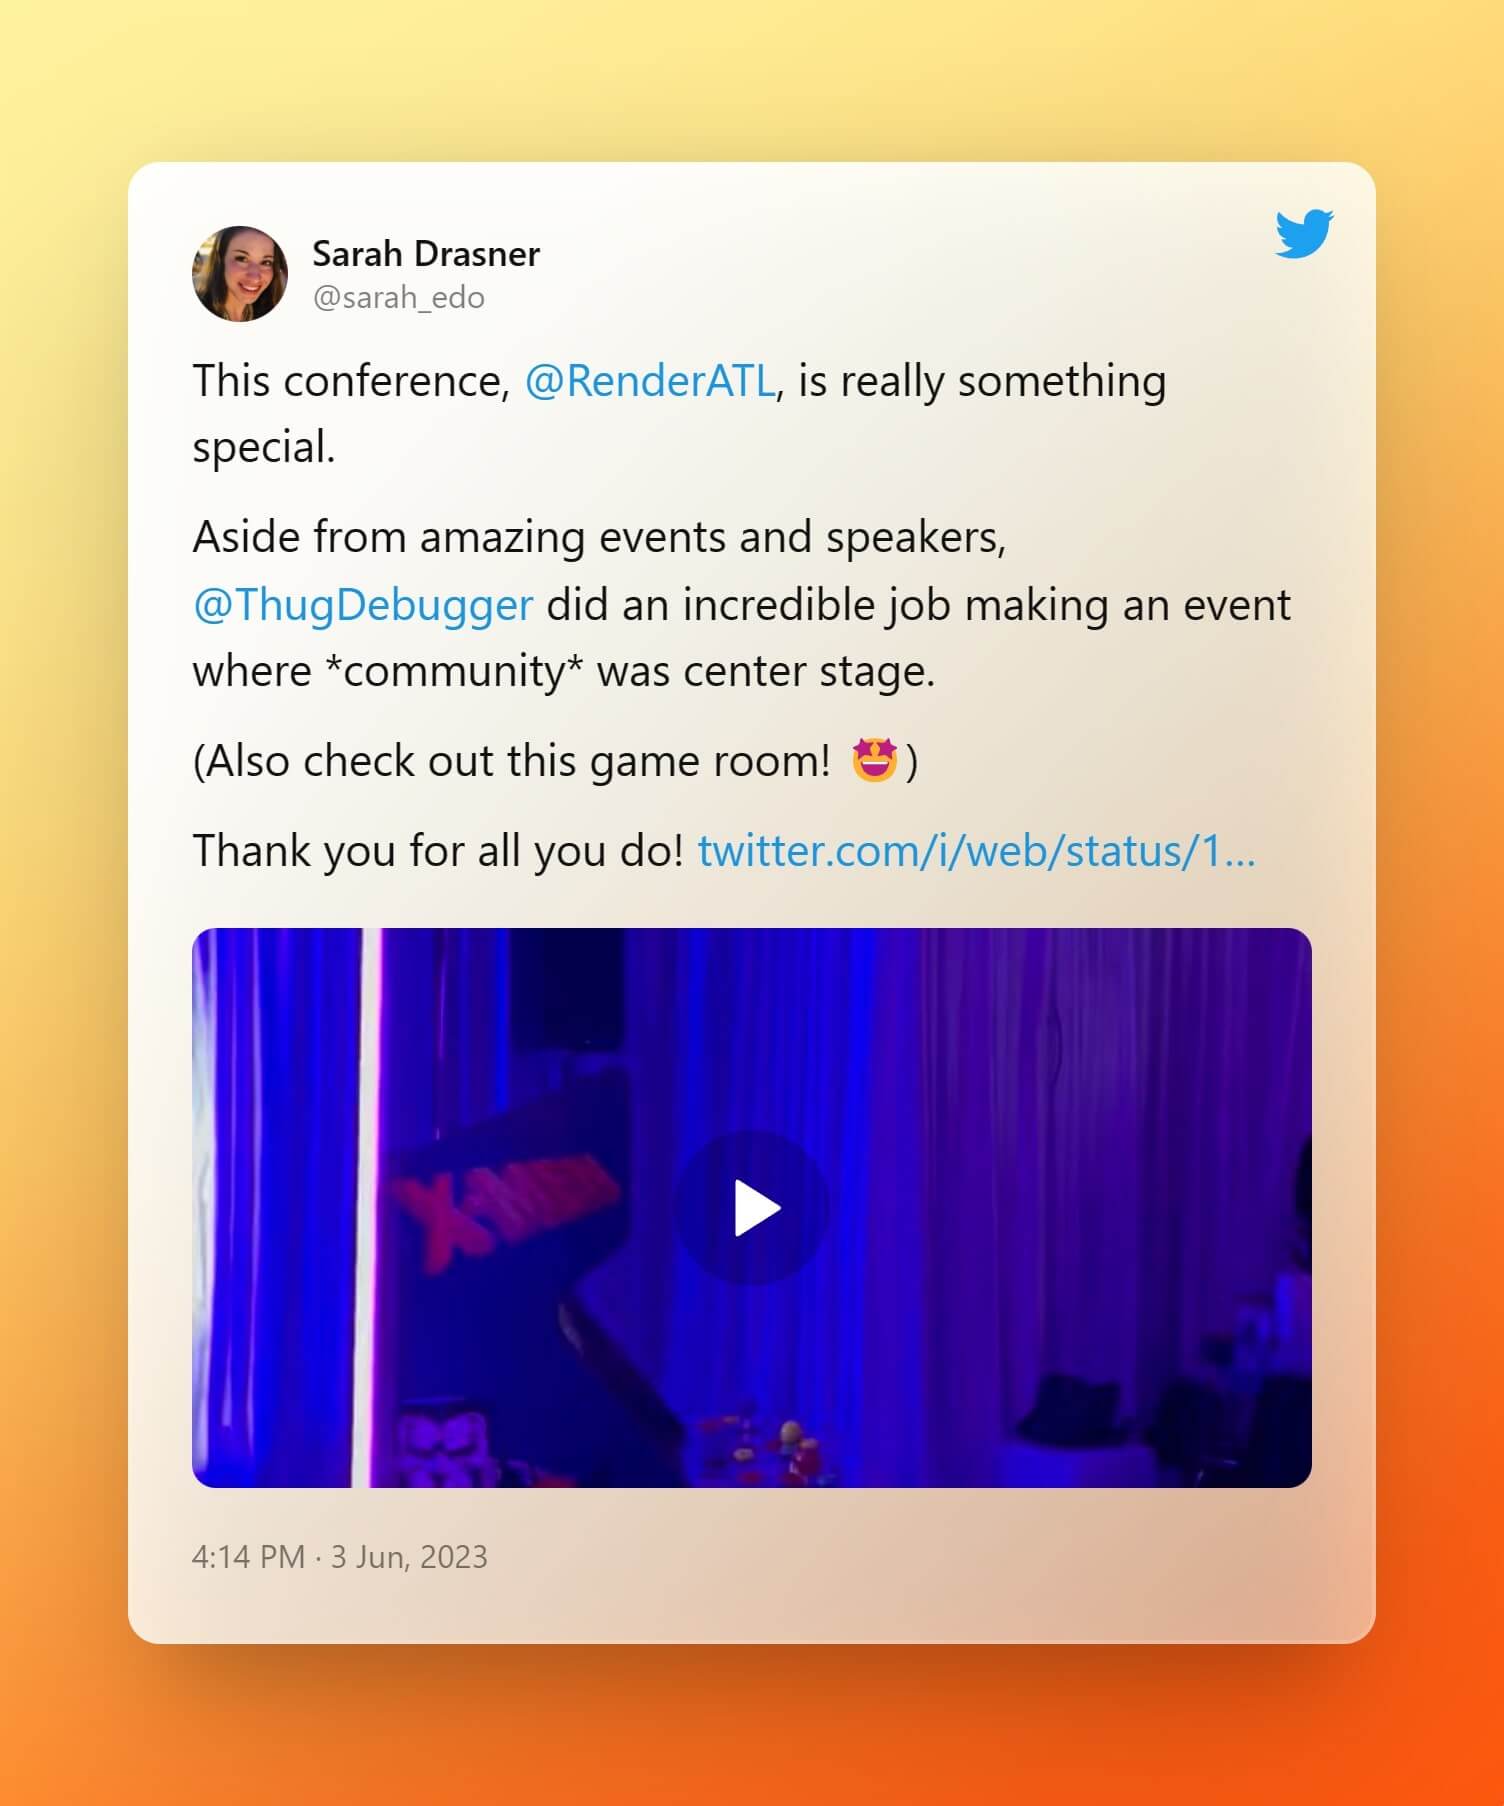 Sarah Drasner
@sarah_edo
This conference, @RenderATL, is really something
special.
Aside from amazing events and speakers,
@ThugDebugger did an incredible job making an event
where *community* was center stage.
(Also check out this game room! 🤩)
Thank you for all you do! twitter.com/i/web/status/1...
X-MEN
4:14 PM · 3 Jun, 2023